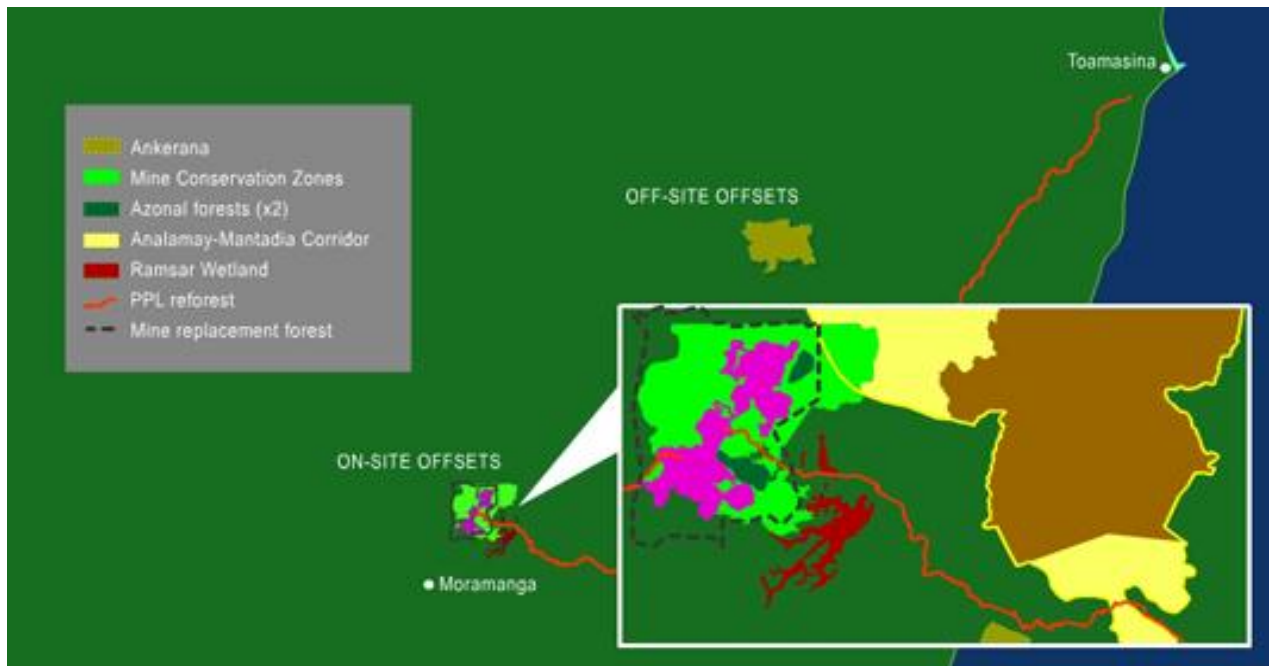 Toamasina
Ankerana
Mine Conservation Zones
Azonal forests (x2)
Analamay-Mantadia Corridor
Ramsar Wetland
PPL reforest
Mine replacement forest
OFF-SITE OFFSETS
ON-SITE OFFSETS
Moramanga